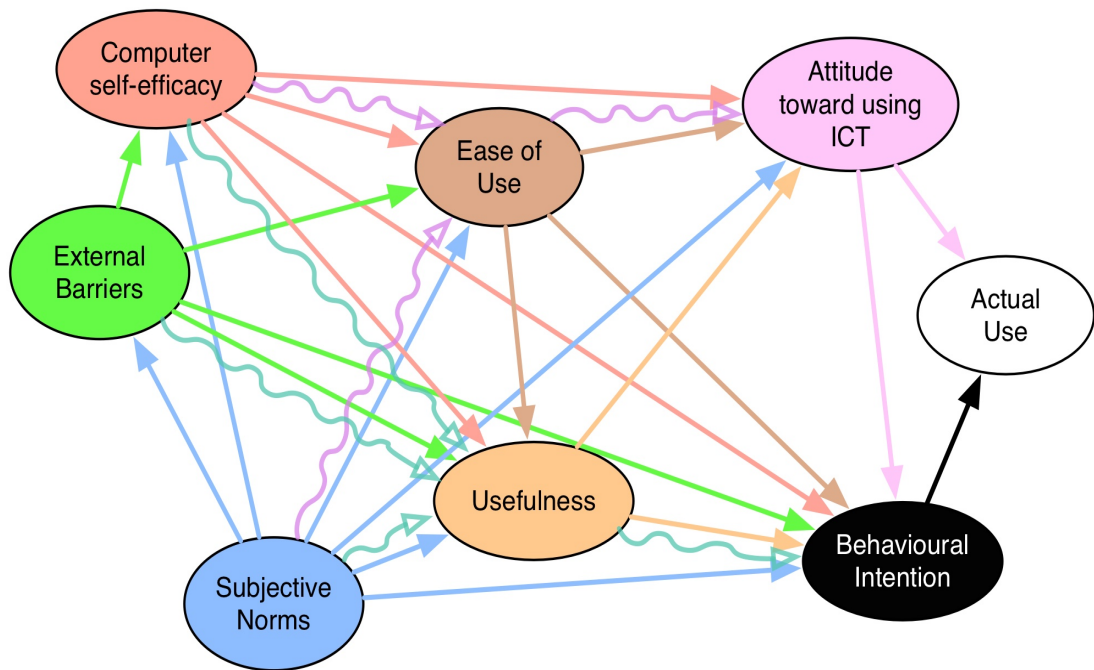 Computer
self-efficacy
Attitude
toward using
ICT
Ease of
Use
External
Barriers
Actual
Use
Usefulness
Behavioural
Intention
Subjective
Norms